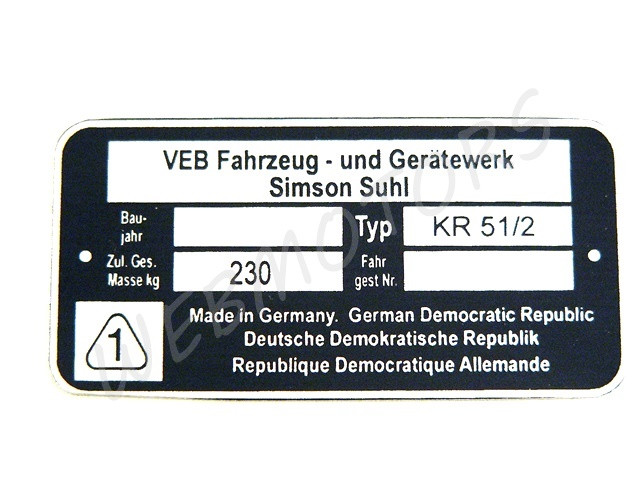 VEB Fahrzeug - und Gerätewerk
Simson Suhl
Bau-
jahr
Typ KR 51/2
Zul. Ges.
Masse kg
230
Fahr
gest Nr.
1
Made in Germany. German Democratic Republic
Deutsche Demokratische Republik
Republique Democratique Allemande
WEBMOTORS